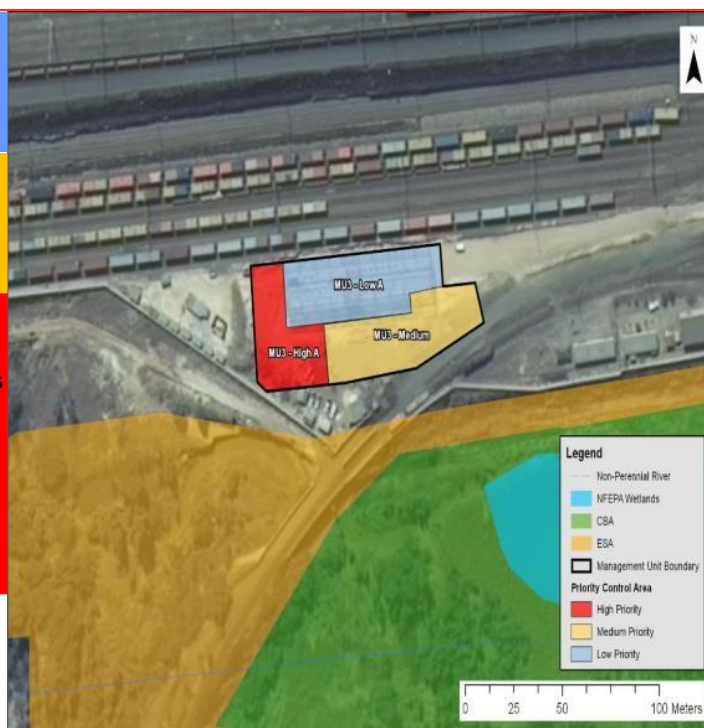 N
MU3 - Low A
MU3 - Medium
MU3 - High A
s
Legend
Non-Perennial River
NFEPA Wetlands
CBA
ESA
Management Unit Boundary
Priority Control Area
High Priority
Medium Priority
Low Priority
0 25 50 100 Meters